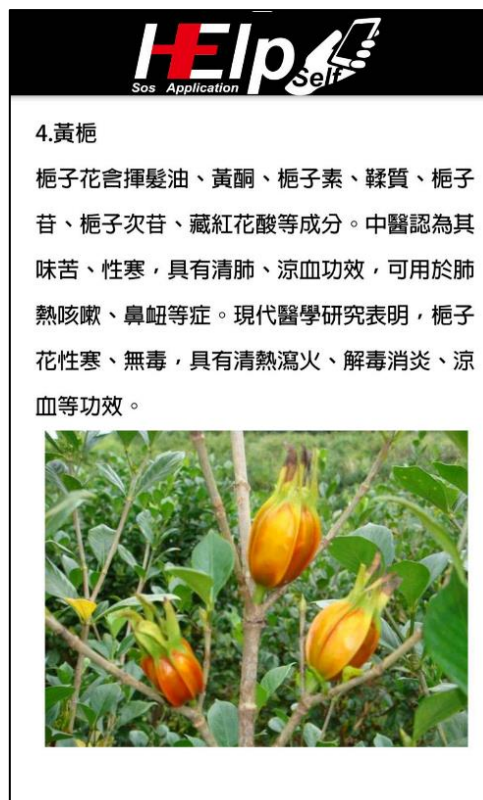 HElp
Self
Sos Application
4.黃梔
梔子花含揮髮油、黃酮、梔子素、鞣質、梔子
苷、梔子次苷、藏紅花酸等成分。中醫認為其
味苦、性寒，具有清肺、涼血功效，可用於肺
熱咳嗽、鼻衄等症。現代醫學研究表明，梔子
花性寒、無毒，具有清熱瀉火、解毒消炎、涼
血等功效。